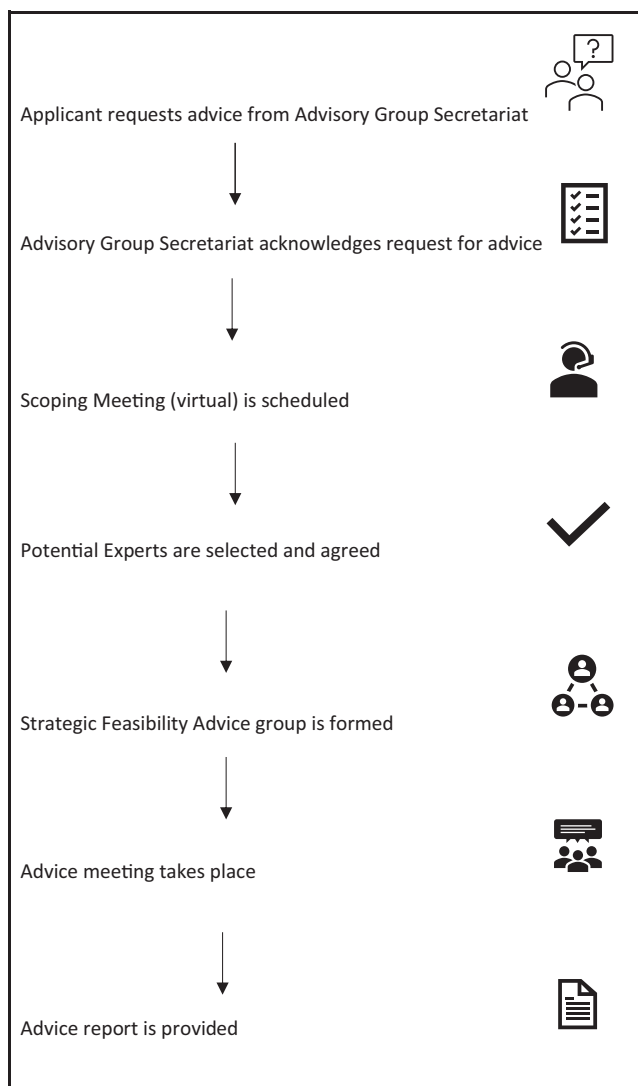 ?
Applicant requests advice from Advisory Group Secretariat
Advisory Group Secretariat acknowledges request for advice
Scoping Meeting (virtual) is scheduled
Potential Experts are selected and agreed
Strategic Feasibility Advice group is formed
Advice meeting takes place
Advice report is provided